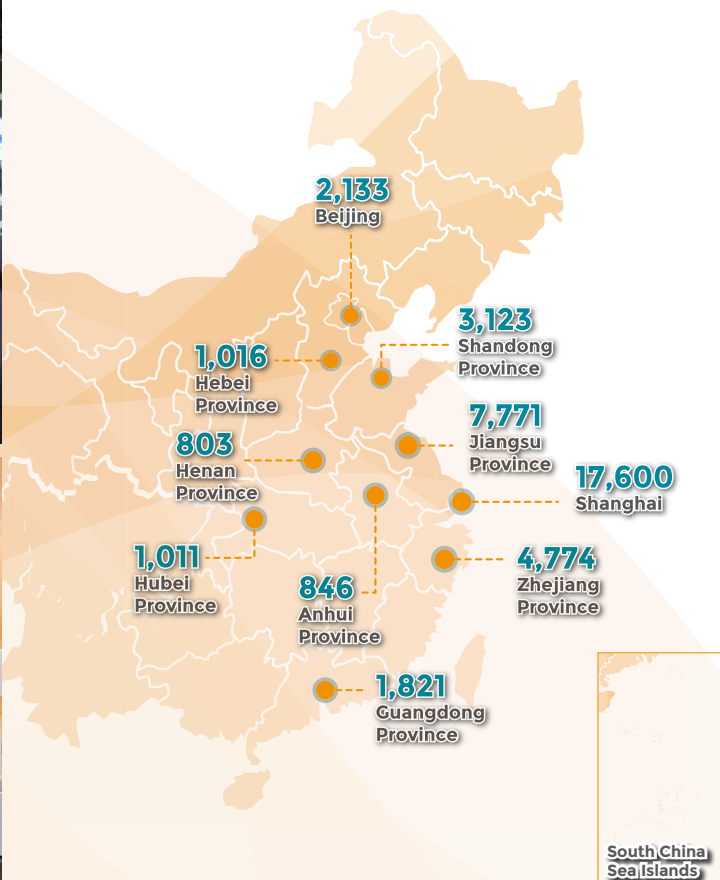 2,133
Beijing
3,123
Shandong
Province
1,016
Hebei
Province
7,771
Jiangsu
Province
803
Henan
Province
17,600
Shanghai
1,011
Hubei
Province
846
Anhui
Province
4,774
Zhejiang
Province
1,821
Guangdong
Province
South China
Sea Islands